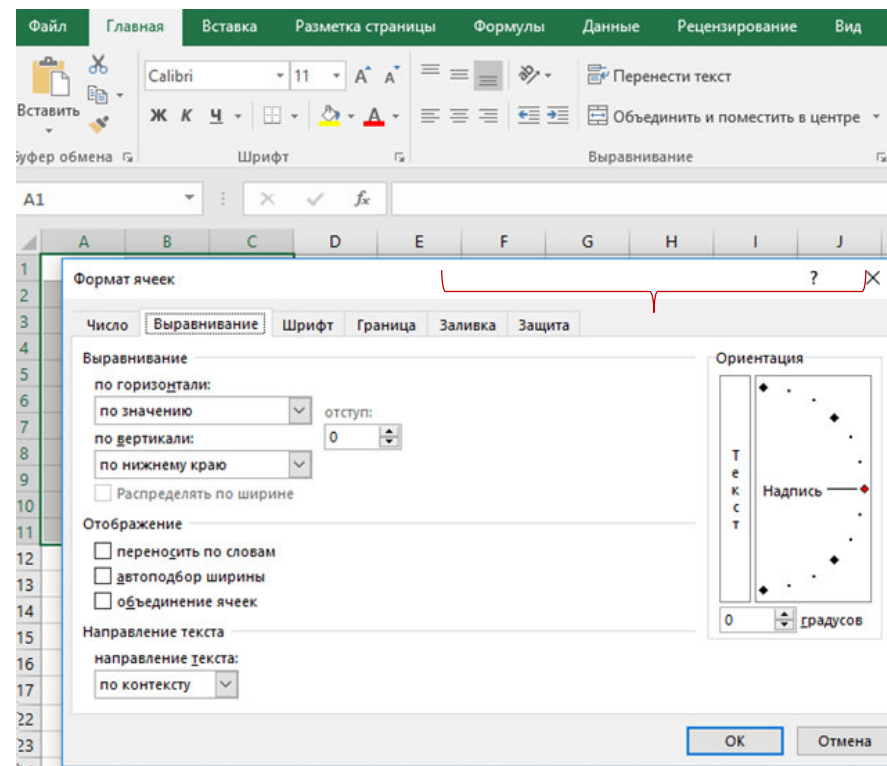 Файл Главная Вставка Разметка страницы Формулы Данные Рецензирование Вид
Calibri 11 A A Перенести текст
Вставить Ж К Ч A Объединить и поместить в центре
буфер обмена Шрифт Выравнивание
A1 fx
A B C D E F G H I J
1
Формат ячеек ? X
2
3 Число Выравнивание Шрифт Граница Заливка Защита
4 Выравнивание Ориентация
5 по горизонтали:
6 по значению отступ:
7 по вертикали: 0
8 по нижнему краю Текст
9 Распределять по ширине Надпись
10
11 Отображение
12 переносить по словам
13 автоподбор ширины
14 объединение ячеек 0 градусов
15 Направление текста
16 направление текста:
17 по контексту
22
23 ОК Отмена